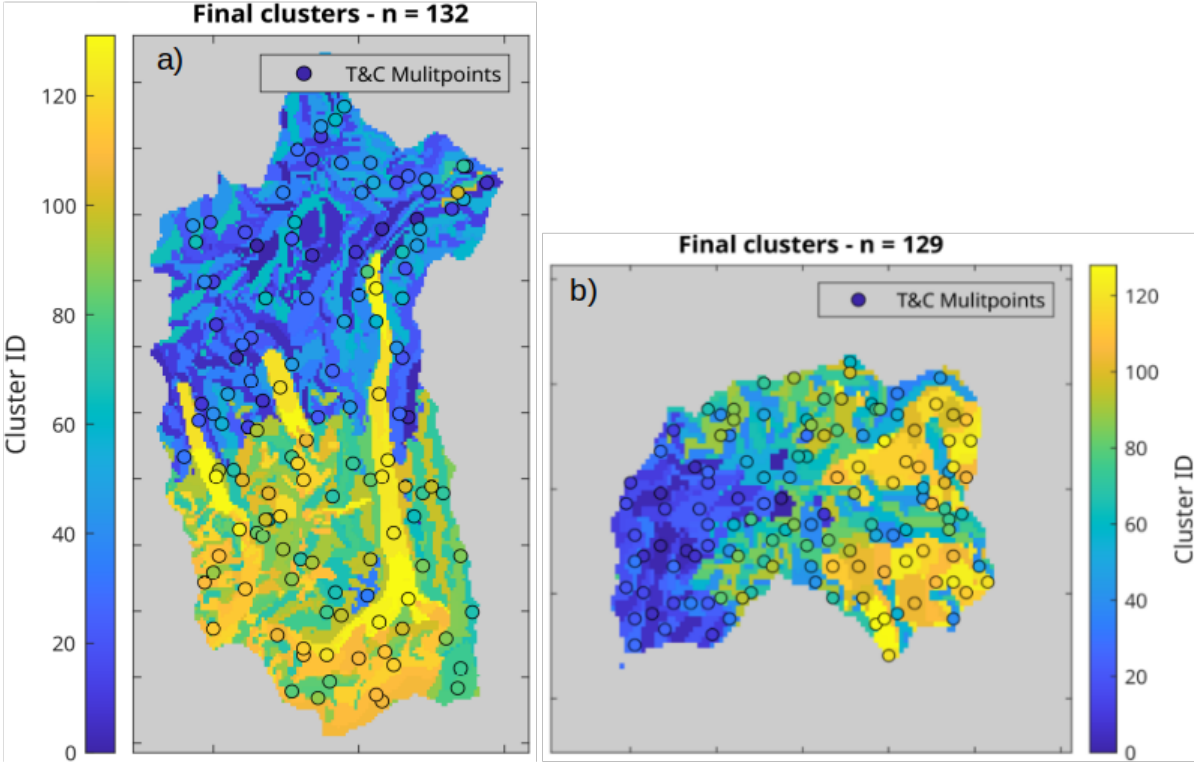 Final clusters - n = 132
a)
T&C Mulitpoints
120
100
80
60
40
20
0
Cluster ID
Final clusters - n = 129
b)
T&C Mulitpoints
120
100
80
60
40
20
0
Cluster ID